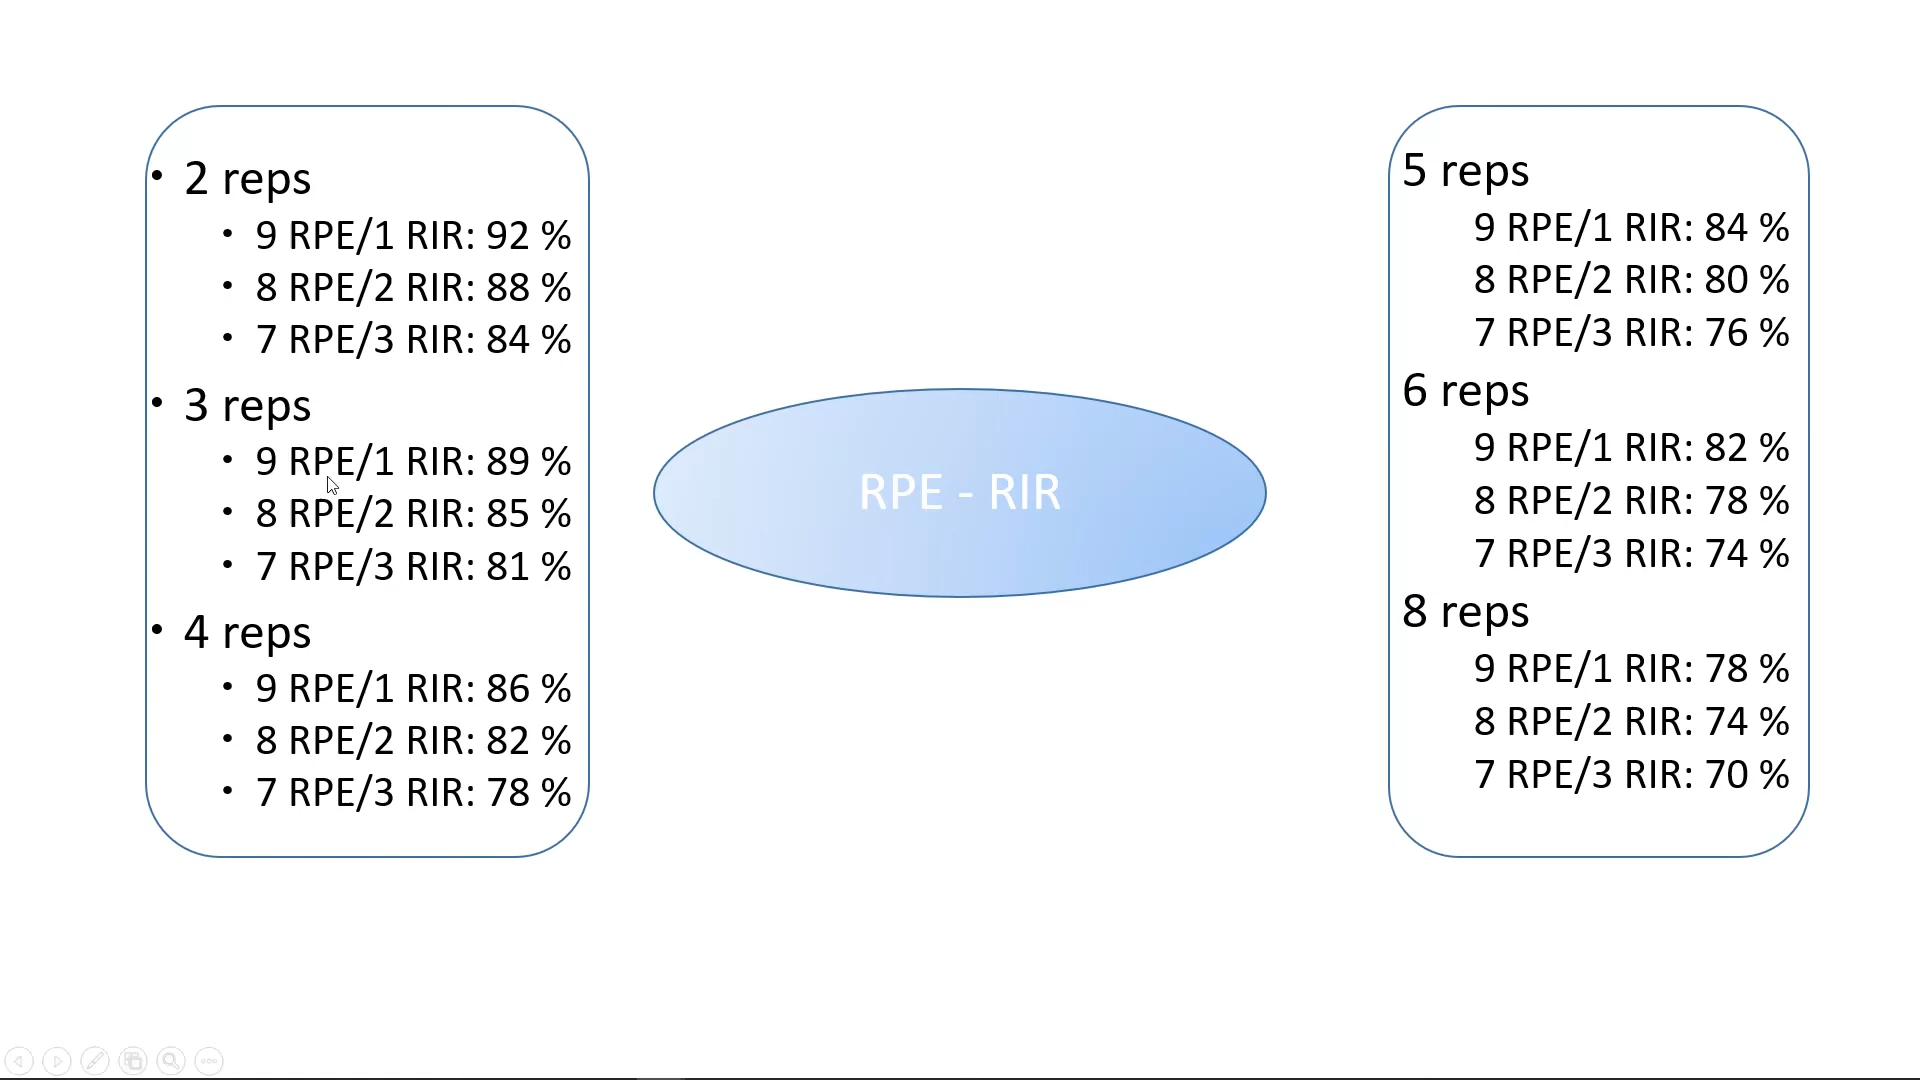 • 2 reps
• 9 RPE/1 RIR: 92 %
• 8 RPE/2 RIR: 88 %
• 7 RPE/3 RIR: 84 %
• 3 reps
• 9 RPE/1 RIR: 89 %
• 8 RPE/2 RIR: 85 %
• 7 RPE/3 RIR: 81 %
• 4 reps
• 9 RPE/1 RIR: 86 %
• 8 RPE/2 RIR: 82 %
• 7 RPE/3 RIR: 78 %
RPE - RIR
5 reps
9 RPE/1 RIR: 84 %
8 RPE/2 RIR: 80 %
7 RPE/3 RIR: 76 %
6 reps
9 RPE/1 RIR: 82 %
8 RPE/2 RIR: 78 %
7 RPE/3 RIR: 74 %
8 reps
9 RPE/1 RIR: 78 %
8 RPE/2 RIR: 74 %
7 RPE/3 RIR: 70 %